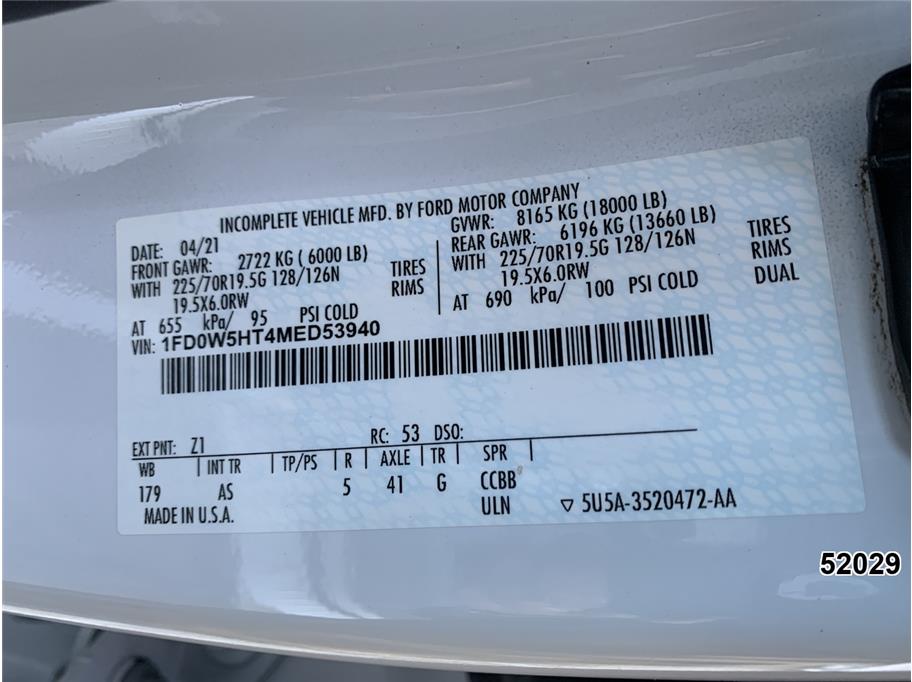 INCOMPLETE VEHICLE MFD. BY FORD MOTOR COMPANY
DATE: 04/21
FRONT GAWR: 2722 KG ( 6000 LB)
WITH 225/70R19.5G 128/126N TIRES
19.5X6.0RW RIMS
AT 655 kPa/ 95 PSI COLD
GVWR: 8165 KG (18000 LB)
REAR GAWR: 6196 KG (13660 LB)
WITH 225/70R19.5G 128/126N TIRES
19.5X6.0RW RIMS
AT 690 kPa/ 100 PSI COLD DUAL
VIN: 1FD0W5HT4MED53940
EXT PNT: Z1 RC: 53 DSO:
WB INT TR TP/PS R AXLE TR SPR
179 AS 5 41 G CCBB
MADE IN U.S.A. ULN ▽ 5U5A-3520472-AA
52029